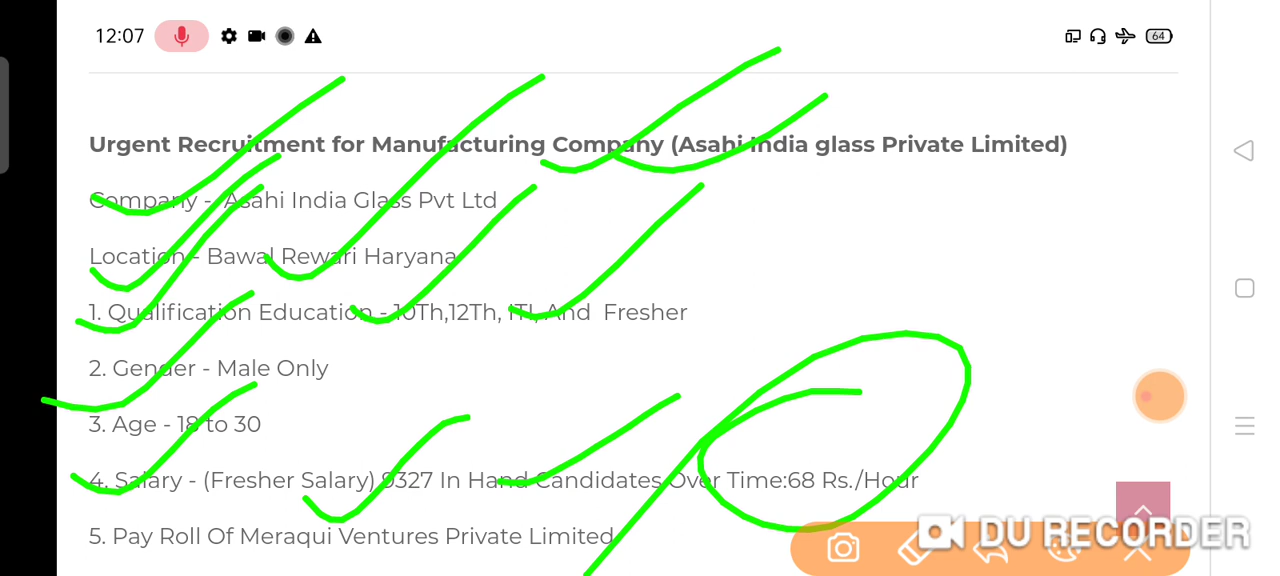 12:07
64
Urgent Recruitment for Manufacturing Company (Asahi India glass Private Limited)
Company - Asahi India Glass Pvt Ltd
Location - Bawal Rewari Haryana
1. Qualification Education - 10Th,12Th, ITI, And Fresher
2. Gender - Male Only
3. Age - 18 to 30
4. Salary - (Fresher Salary) 9327 In Hand Candidates Over Time:68 Rs./Hour
5. Pay Roll Of Meraqui Ventures Private Limited
DU RECORDER